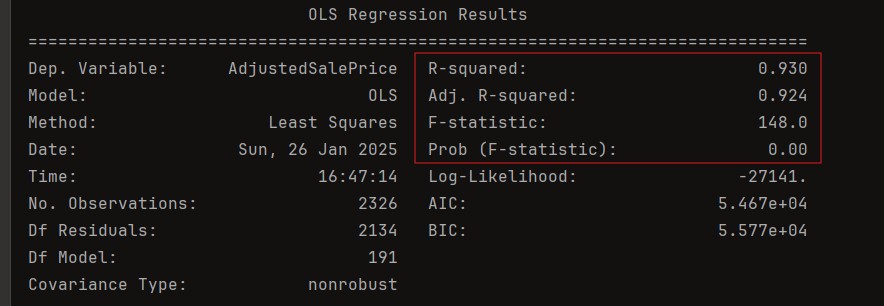 OLS Regression Results
==============================================================================
Dep. Variable: AdjustedSalePrice R-squared: 0.930
Model: OLS Adj. R-squared: 0.924
Method: Least Squares F-statistic: 148.0
Date: Sun, 26 Jan 2025 Prob (F-statistic): 0.00
Time: 16:47:14 Log-Likelihood: -27141.
No. Observations: 2326 AIC: 5.467e+04
Df Residuals: 2134 BIC: 5.577e+04
Df Model: 191
Covariance Type: nonrobust